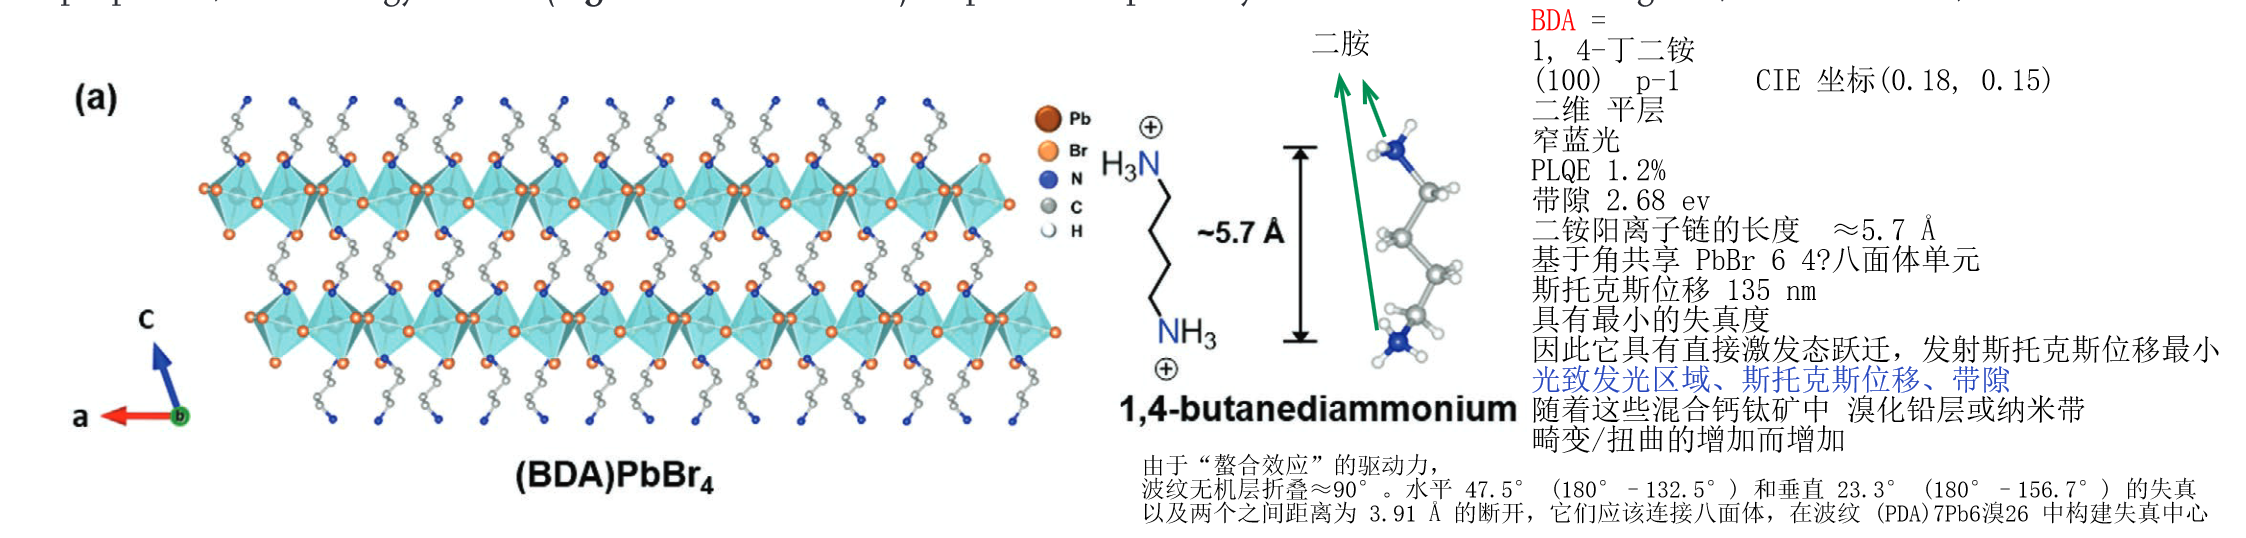 (a)
Pb
Br
N
C
H
c
a
b
(BDA)PbBr4
二胺
⊕
H3N
~5.7 Å
NH3
⊕
1,4-butanediammonium
BDA =
1, 4-丁二铵
(100) p-1 CIE 坐标(0.18, 0.15)
二维 平层
窄蓝光
PLQE 1.2%
带隙 2.68 ev
二铵阳离子链的长度 ≈5.7 Å
基于角共享 PbBr 6 4?八面体单元
斯托克斯位移 135 nm
具有最小的失真度
因此它具有直接激发态跃迁，发射斯托克斯位移最小
光致发光区域、斯托克斯位移、带隙
随着这些混合钙钛矿中 溴化铅层或纳米带
畸变/扭曲的增加而增加
由于“螯合效应”的驱动力，
波纹无机层折叠≈90° 。水平 47.5° (180° -132.5° ) 和垂直 23.3° (180° -156.7° ) 的失真
以及两个之间距离为 3.91 Å 的断开，它们应该连接八面体，在波纹 (PDA)7Pb6溴26 中构建失真中心